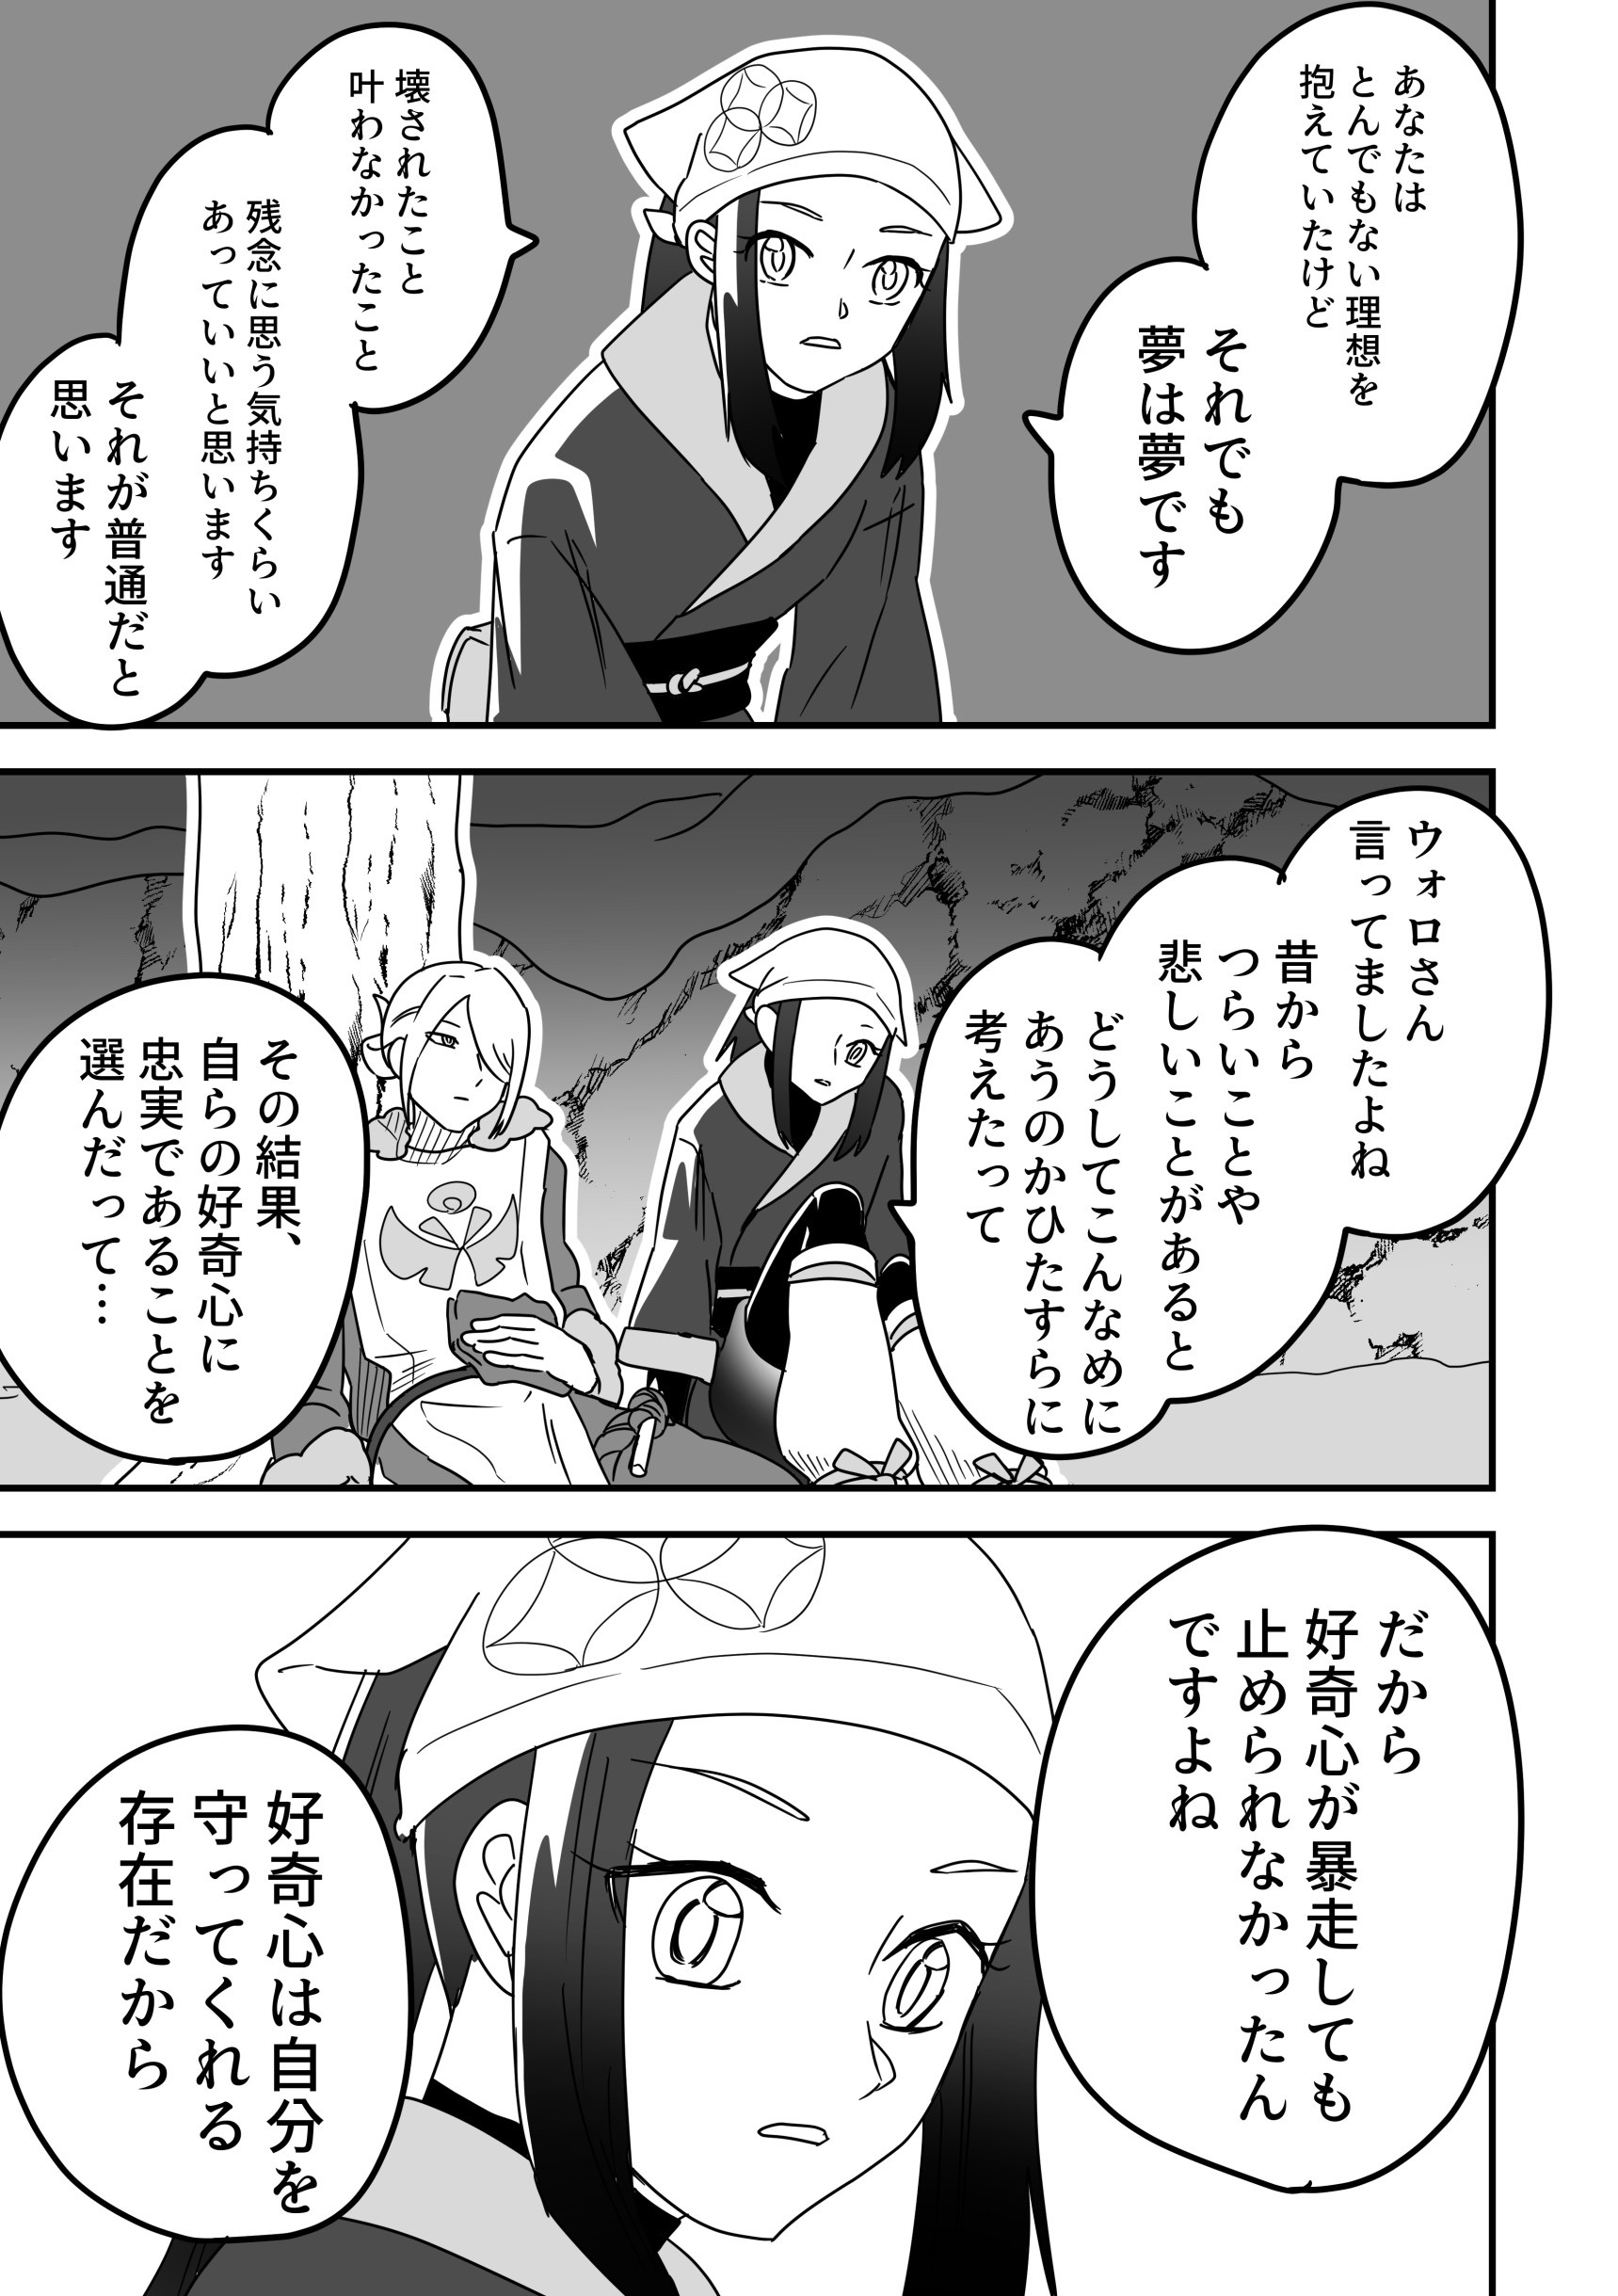 あなたは
とんでもない理想を
抱えていたけど
それでも
夢は夢です
壊されたこと
叶わなかったこと
残念に思う気持ちくらい
あっていいと思います
それが普通だと
思います
ウォロさん
言ってましたよね
昔から
つらいことや
悲しいことがあると
どうしてこんなめに
あうのかひたすらに
考えたって
その結果、
自らの好奇心に
忠実であることを
選んだって…
だから
好奇心が暴走しても
止められなかったん
ですよね
好奇心は自分を
守ってくれる
存在だから